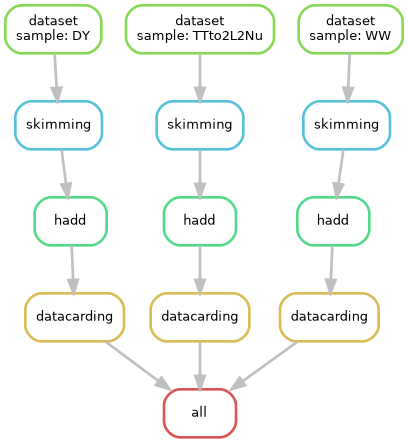 dataset
sample: DY
dataset
sample: TTto2L2Nu
dataset
sample: WW
skimming
skimming
skimming
hadd
hadd
hadd
datacarding
datacarding
datacarding
all